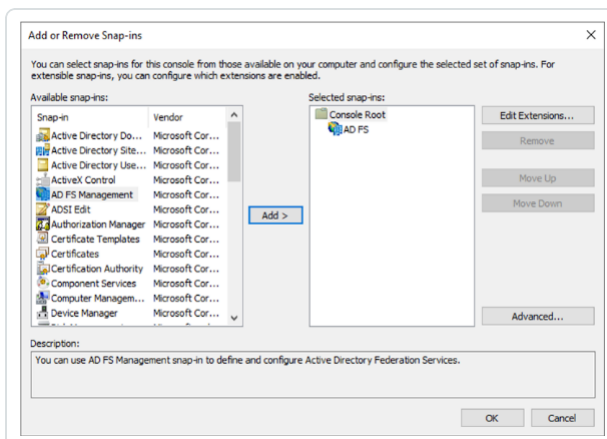 Add or Remove Snap-ins
You can select snap-ins for this console from those available on your computer and configure the selected set of snap-ins. For
extensible snap-ins, you can configure which extensions are enabled.
Available snap-ins:
Snap-in Vendor
Active Directory Do... Microsoft Cor...
Active Directory Site... Microsoft Cor...
Active Directory Use... Microsoft Cor...
ActiveX Control Microsoft Cor...
AD FS Management Microsoft Cor...
ADSI Edit Microsoft Cor...
Authorization Manager Microsoft Cor...
Certificate Templates Microsoft Cor...
Certificates Microsoft Cor...
Certification Authority Microsoft Cor...
Component Services Microsoft Cor...
Computer Managem... Microsoft Cor...
Device Manager Microsoft Cor...
Add >
Selected snap-ins:
Console Root
AD FS
Edit Extensions...
Remove
Move Up
Move Down
Advanced...
Description:
You can use AD FS Management snap-in to define and configure Active Directory Federation Services.
OK Cancel